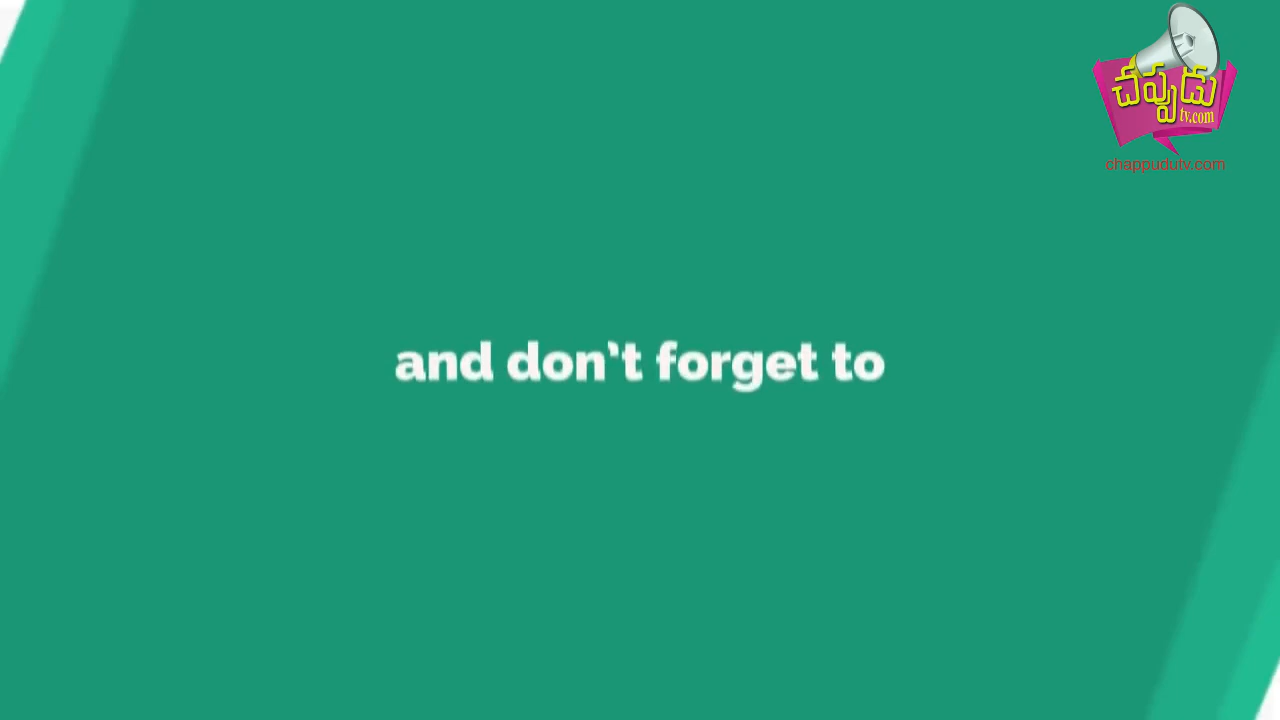 చప్పుడు
tv.com
chappudutv.com
and don't forget to